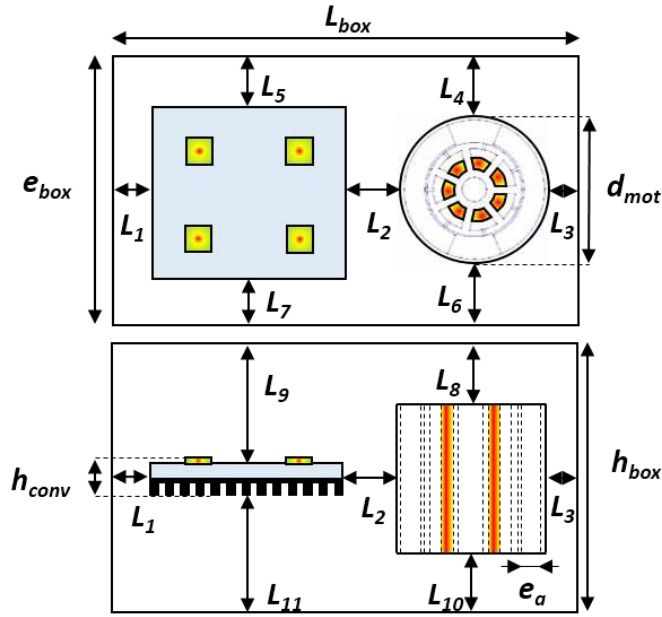 L_box
L_5
L_4
e_box
d_mot
L_1
L_2
L_3
L_7
L_6
L_9
L_8
h_conv
h_box
L_1
L_2
L_3
e_a
L_11
L_10